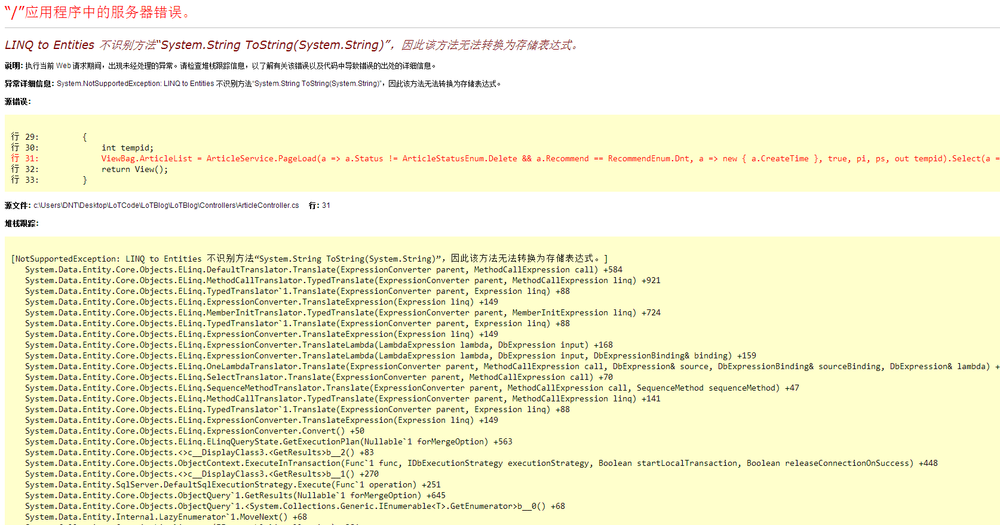 “/”应用程序中的服务器错误。
LINQ to Entities 不识别方法“System.String ToString(System.String)”，因此该方法无法转换为存储表达式。
说明: 执行当前 Web 请求期间，出现未经处理的异常。请检查堆栈跟踪信息，以了解有关该错误以及代码中导致错误的出处的详细信息。
异常详细信息: System.NotSupportedException: LINQ to Entities 不识别方法“System.String ToString(System.String)”，因此该方法无法转换为存储表达式。
源错误:
行 29:         {
行 30:             int tempid;
行 31:             ViewBag.ArticleList = ArticleService.PageLoad(a => a.Status != ArticleStatusEnum.Delete && a.Recommend == RecommendEnum.Dnt, a => new { a.CreateTime }, true, pi, ps, out tempid).Select(a =
行 32:             return View();
行 33:         }
源文件: c:\Users\DNT\Desktop\LoTCode\LoTBlog\LoTBlog\Controllers\ArticleController.cs    行: 31
堆栈跟踪:
[NotSupportedException: LINQ to Entities 不识别方法“System.String ToString(System.String)”，因此该方法无法转换为存储表达式。]
System.Data.Entity.Core.Objects.ELinq.DefaultTranslator.Translate(ExpressionConverter parent, MethodCallExpression call) +584
System.Data.Entity.Core.Objects.ELinq.MethodCallTranslator.TypedTranslate(ExpressionConverter parent, MethodCallExpression linq) +921
System.Data.Entity.Core.Objects.ELinq.TypedTranslator`1.Translate(ExpressionConverter parent, Expression linq) +88
System.Data.Entity.Core.Objects.ELinq.ExpressionConverter.TranslateExpression(Expression linq) +149
System.Data.Entity.Core.Objects.ELinq.MemberInitTranslator.TypedTranslate(ExpressionConverter parent, MemberInitExpression linq) +724
System.Data.Entity.Core.Objects.ELinq.TypedTranslator`1.Translate(ExpressionConverter parent, Expression linq) +88
System.Data.Entity.Core.Objects.ELinq.ExpressionConverter.TranslateExpression(Expression linq) +149
System.Data.Entity.Core.Objects.ELinq.ExpressionConverter.TranslateLambda(LambdaExpression lambda, DbExpression input) +168
System.Data.Entity.Core.Objects.ELinq.ExpressionConverter.TranslateLambda(LambdaExpression lambda, DbExpression input, DbExpressionBinding& binding) +159
System.Data.Entity.Core.Objects.ELinq.OneLambdaTranslator.Translate(ExpressionConverter parent, MethodCallExpression call, DbExpression& source, DbExpressionBinding& sourceBinding, DbExpression& lambda) +
System.Data.Entity.Core.Objects.ELinq.SelectTranslator.Translate(ExpressionConverter parent, MethodCallExpression call) +70
System.Data.Entity.Core.Objects.ELinq.SequenceMethodTranslator.Translate(ExpressionConverter parent, MethodCallExpression call, SequenceMethod sequenceMethod) +47
System.Data.Entity.Core.Objects.ELinq.MethodCallTranslator.TypedTranslate(ExpressionConverter parent, MethodCallExpression linq) +141
System.Data.Entity.Core.Objects.ELinq.TypedTranslator`1.Translate(ExpressionConverter parent, Expression linq) +88
System.Data.Entity.Core.Objects.ELinq.ExpressionConverter.TranslateExpression(Expression linq) +149
System.Data.Entity.Core.Objects.ELinq.ExpressionConverter.Convert() +50
System.Data.Entity.Core.Objects.ELinq.ELinqQueryState.GetExecutionPlan(Nullable`1 forMergeOption) +563
System.Data.Entity.Core.Objects.<>c__DisplayClass3.<GetResults>b__2() +83
System.Data.Entity.Core.Objects.ObjectContext.ExecuteInTransaction(Func`1 func, IDbExecutionStrategy executionStrategy, Boolean startLocalTransaction, Boolean releaseConnectionOnSuccess) +448
System.Data.Entity.Core.Objects.<>c__DisplayClass3.<GetResults>b__1() +270
System.Data.Entity.SqlServer.DefaultSqlExecutionStrategy.Execute(Func`1 operation) +251
System.Data.Entity.Core.Objects.ObjectQuery`1.GetResults(Nullable`1 forMergeOption) +645
System.Data.Entity.Core.Objects.ObjectQuery`1.<System.Collections.Generic.IEnumerable<T>.GetEnumerator>b__0() +68
System.Data.Entity.Internal.LazyEnumerator`1.MoveNext() +68